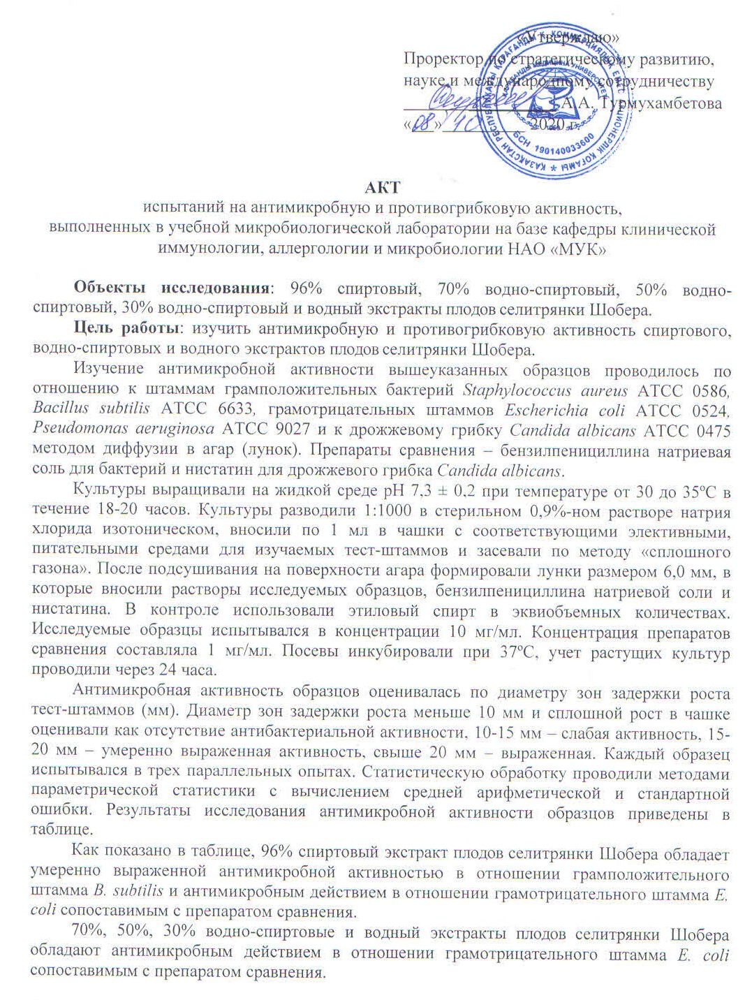 «Утверждаю»
Проректор по стратегическому развитию,
науке и международному сотрудничеству
А.А. Турмухамбетова
«08» 10 2020 г.
ҚАЗАҚСТАН РЕСПУБЛИКАСЫ ҚАРАҒАНДЫ Қ. КОММЕРЦИЯЛЫҚ ЕМЕС АКЦИОНЕРЛІК ҚОҒАМЫ
ҚАРАҒАНДЫ МЕДИЦИНА УНИВЕРСИТЕТІ
1950
БСН 190140033600
АКТ
испытаний на антимикробную и противогрибковую активность,
выполненных в учебной микробиологической лаборатории на базе кафедры клинической
иммунологии, аллергологии и микробиологии НАО «МУК»
Объекты исследования: 96% спиртовый, 70% водно-спиртовый, 50% водно-
спиртовый, 30% водно-спиртовый и водный экстракты плодов селитрянки Шобера.
Цель работы: изучить антимикробную и противогрибковую активность спиртового,
водно-спиртовых и водного экстрактов плодов селитрянки Шобера.
Изучение антимикробной активности вышеуказанных образцов проводилось по
отношению к штаммам грамположительных бактерий Staphylococcus aureus АТСС 0586,
Bacillus subtilis АТСС 6633, грамотрицательных штаммов Escherichia coli АТСС 0524,
Pseudomonas aeruginosa АТСС 9027 и к дрожжевому грибку Candida albicans АТСС 0475
методом диффузии в агар (лунок). Препараты сравнения – бензилпенициллина натриевая
соль для бактерий и нистатин для дрожжевого грибка Candida albicans.
Культуры выращивали на жидкой среде рН 7,3 ± 0,2 при температуре от 30 до 35ºС в
течение 18-20 часов. Культуры разводили 1:1000 в стерильном 0,9%-ном растворе натрия
хлорида изотоническом, вносили по 1 мл в чашки с соответствующими элективными,
питательными средами для изучаемых тест-штаммов и засевали по методу «сплошного
газона». После подсушивания на поверхности агара формировали лунки размером 6,0 мм, в
которые вносили растворы исследуемых образцов, бензилпенициллина натриевой соли и
нистатина. В контроле использовали этиловый спирт в эквиобъемных количествах.
Исследуемые образцы испытывался в концентрации 10 мг/мл. Концентрация препаратов
сравнения составляла 1 мг/мл. Посевы инкубировали при 37ºС, учет растущих культур
проводили через 24 часа.
Антимикробная активность образцов оценивалась по диаметру зон задержки роста
тест-штаммов (мм). Диаметр зон задержки роста меньше 10 мм и сплошной рост в чашке
оценивали как отсутствие антибактериальной активности, 10-15 мм – слабая активность, 15-
20 мм – умеренно выраженная активность, свыше 20 мм – выраженная. Каждый образец
испытывался в трех параллельных опытах. Статистическую обработку проводили методами
параметрической статистики с вычислением средней арифметической и стандартной
ошибки. Результаты исследования антимикробной активности образцов приведены в
таблице.
Как показано в таблице, 96% спиртовый экстракт плодов селитрянки Шобера обладает
умеренно выраженной антимикробной активностью в отношении грамположительного
штамма B. subtilis и антимикробным действием в отношении грамотрицательного штамма E.
coli сопоставимым с препаратом сравнения.
70%, 50%, 30% водно-спиртовые и водный экстракты плодов селитрянки Шобера
обладают антимикробным действием в отношении грамотрицательного штамма E. coli
сопоставимым с препаратом сравнения.